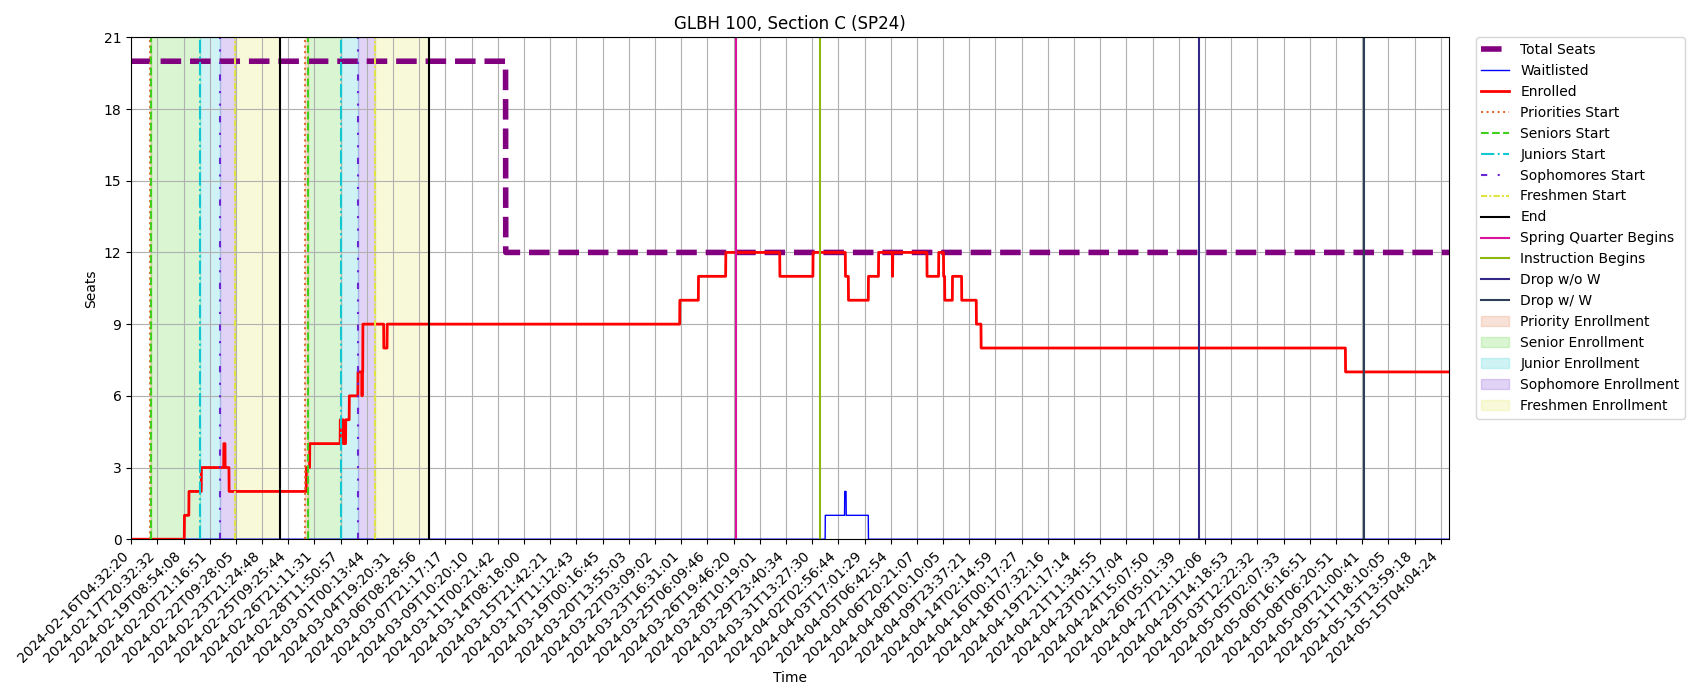 GLBH 100, Section C (SP24)
21
18
15
12
9
6
3
0
Seats
2024-02-16T04:32:20
2024-02-17T20:32:32
2024-02-19T08:54:08
2024-02-20T21:16:51
2024-02-22T09:28:05
2024-02-23T21:24:48
2024-02-25T09:25:44
2024-02-26T21:11:31
2024-02-28T11:50:57
2024-03-01T00:13:44
2024-03-04T19:20:31
2024-03-06T08:28:56
2024-03-07T21:17:17
2024-03-09T10:20:10
2024-03-11T00:21:42
2024-03-14T08:18:00
2024-03-15T21:42:21
2024-03-17T11:12:43
2024-03-19T00:16:45
2024-03-20T13:55:03
2024-03-22T03:09:02
2024-03-23T16:31:01
2024-03-25T06:09:46
2024-03-26T19:46:20
2024-03-28T10:19:01
2024-03-29T23:40:34
2024-03-31T13:27:30
2024-04-02T02:56:44
2024-04-03T17:01:29
2024-04-05T06:42:54
2024-04-06T20:21:07
2024-04-08T10:10:05
2024-04-09T23:37:21
2024-04-14T02:14:59
2024-04-16T00:17:27
2024-04-18T07:32:16
2024-04-19T21:17:14
2024-04-21T11:34:55
2024-04-23T01:17:04
2024-04-24T15:07:50
2024-04-26T05:01:39
2024-04-27T21:12:06
2024-04-29T14:18:53
2024-05-03T12:22:32
2024-05-05T02:07:33
2024-05-06T16:16:51
2024-05-08T06:20:51
2024-05-09T21:00:41
2024-05-11T18:10:05
2024-05-13T13:59:18
2024-05-15T04:04:24
Time
Total Seats
Waitlisted
Enrolled
Priorities Start
Seniors Start
Juniors Start
Sophomores Start
Freshmen Start
End
Spring Quarter Begins
Instruction Begins
Drop w/o W
Drop w/ W
Priority Enrollment
Senior Enrollment
Junior Enrollment
Sophomore Enrollment
Freshmen Enrollment